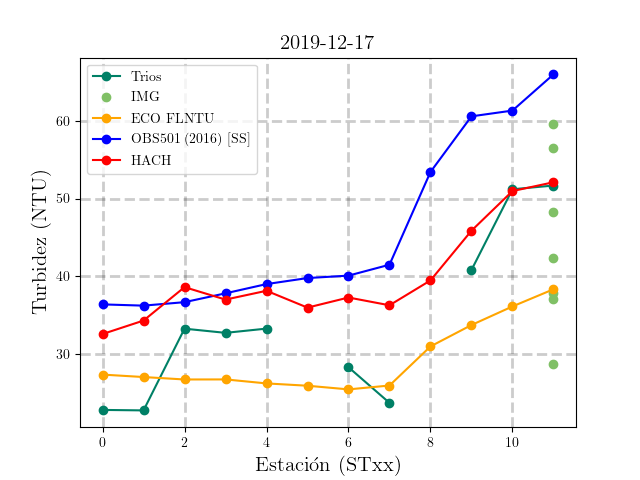 2019-12-17
Trios
IMG
ECO FLNTU
OBS501 (2016) [SS]
HACH
Turbidez (NTU)
60
50
40
30
0 2 4 6 8 10
Estación (STxx)